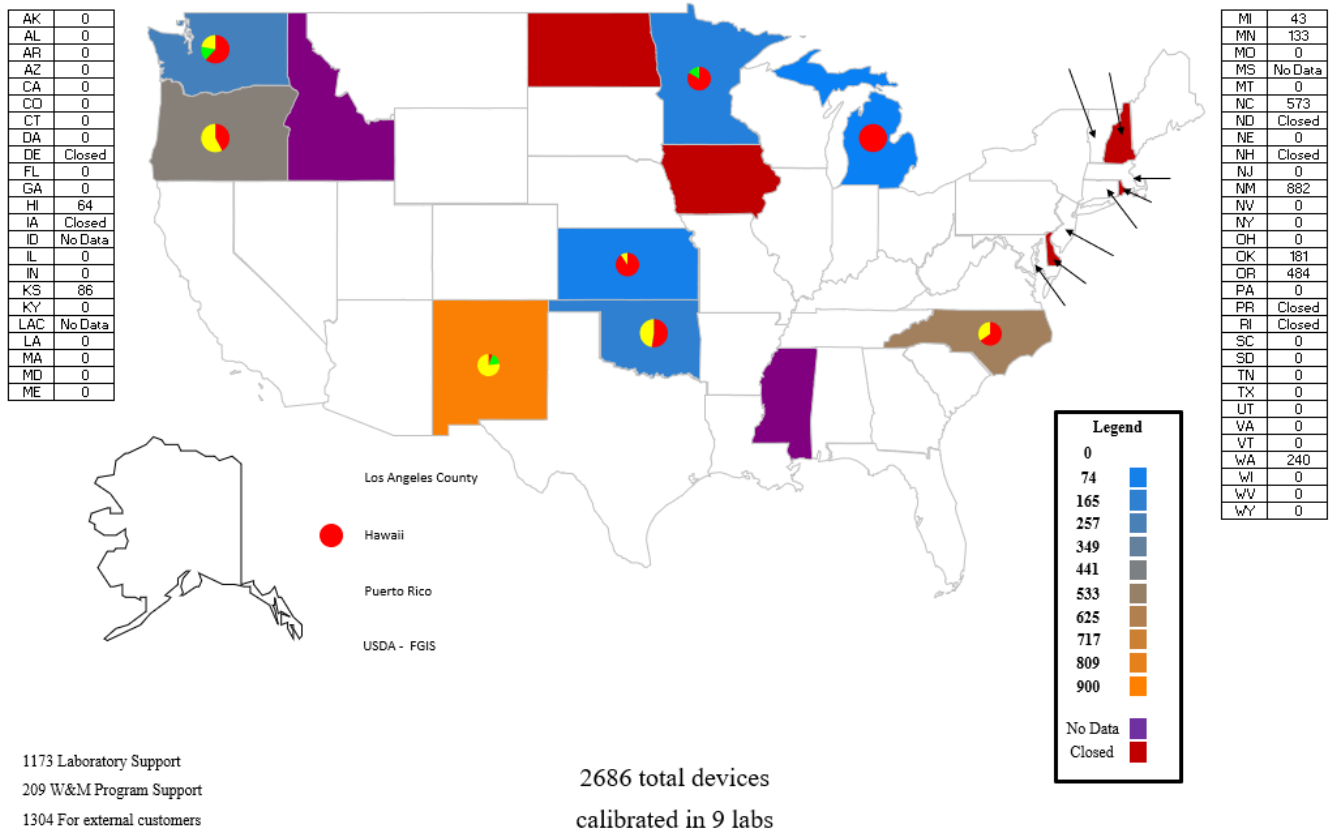 AK 0
AL 0
AR 0
AZ 0
CA 0
CO 0
CT 0
DA 0
DE Closed
FL 0
GA 0
HI 64
IA Closed
ID No Data
IL 0
IN 0
KS 86
KY 0
LAC No Data
LA 0
MA 0
MD 0
ME 0
MI 43
MN 133
MO 0
MS No Data
MT 0
NC 573
ND Closed
NE 0
NH Closed
NJ 0
NM 882
NV 0
NY 0
OH 0
OK 181
OR 484
PA 0
PR Closed
RI Closed
SC 0
SD 0
TN 0
TX 0
UT 0
VA 0
VT 0
WA 240
WI 0
WV 0
WY 0
Los Angeles County
Hawaii
Puerto Rico
USDA - FGIS
Legend
0
74
165
257
349
441
533
625
717
809
900
No Data
Closed
1173 Laboratory Support
209 W&M Program Support
1304 For external customers
2686 total devices
calibrated in 9 labs